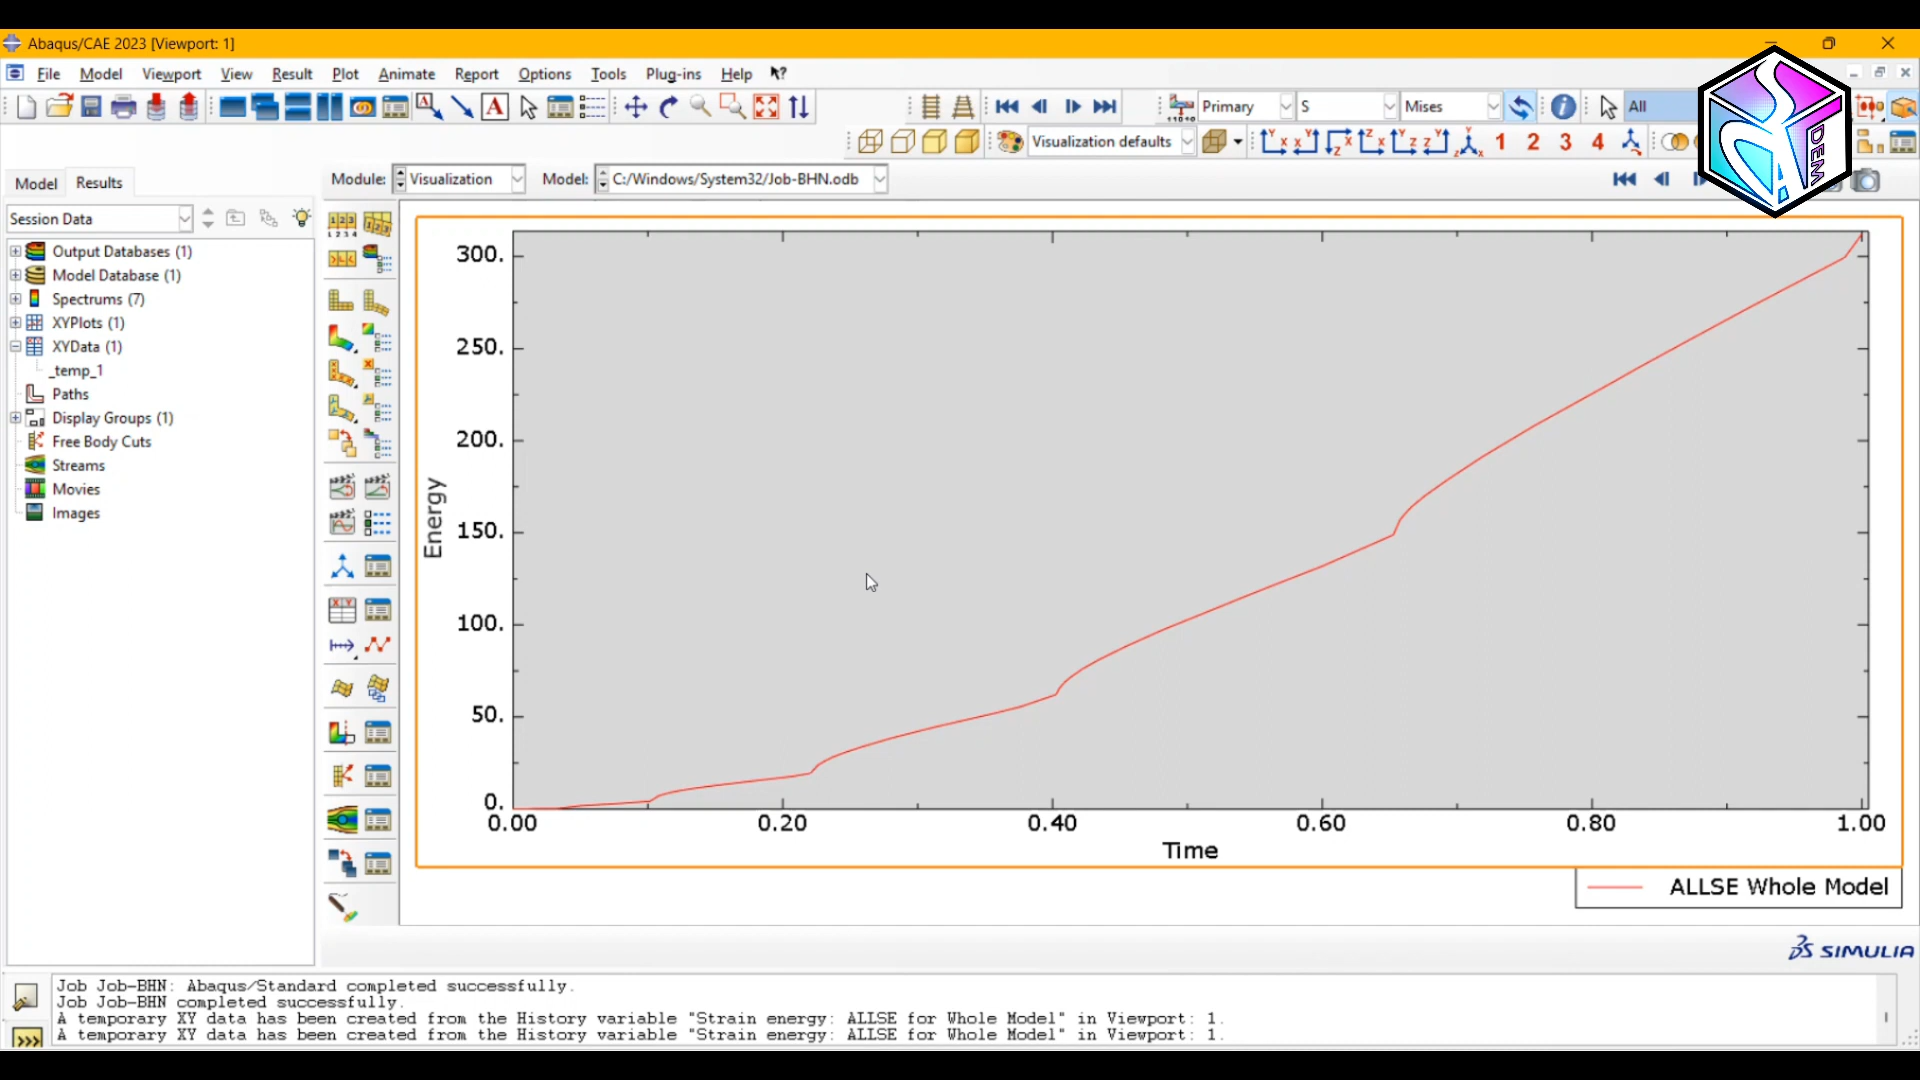 Abaqus/CAE 2023 [Viewport: 1]
File Model Viewport View Result Plot Animate Report Options Tools Plug-ins Help
Primary S Mises All
Visualization defaults 1 2 3 4
Model Results
Module: Visualization Model: C:/Windows/System32/Job-BHN.odb
Session Data
Output Databases (1)
Model Database (1)
Spectrums (7)
XYPlots (1)
XYData (1)
_temp_1
Paths
Display Groups (1)
Free Body Cuts
Streams
Movies
Images
300.
250.
200.
150.
100.
50.
0.
Energy
0.00 0.20 0.40 0.60 0.80 1.00
Time
ALLSE Whole Model
DEM
SIMULIA
Job Job-BHN: Abaqus/Standard completed successfully.
Job Job-BHN completed successfully.
A temporary XY data has been created from the History variable "Strain energy: ALLSE for Whole Model" in Viewport: 1.
A temporary XY data has been created from the History variable "Strain energy: ALLSE for Whole Model" in Viewport: 1.
>>>